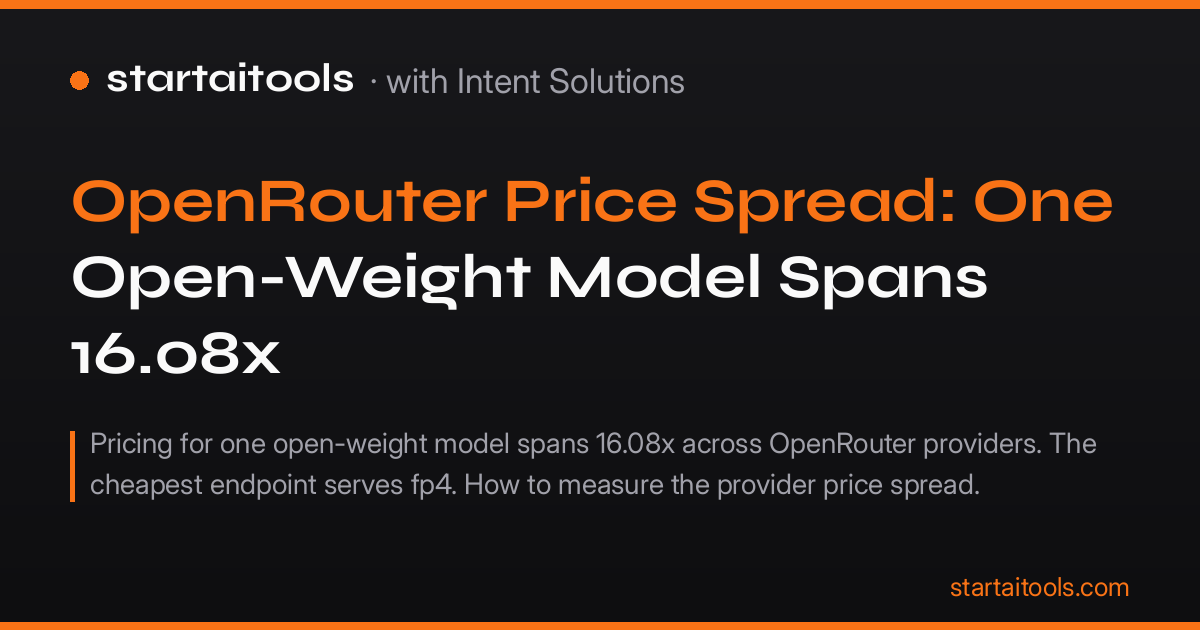 startaitools · with Intent Solutions
OpenRouter Price Spread: One
Open-Weight Model Spans
16.08x
Pricing for one open-weight model spans 16.08x across OpenRouter providers. The
cheapest endpoint serves fp4. How to measure the provider price spread.
startaitools.com